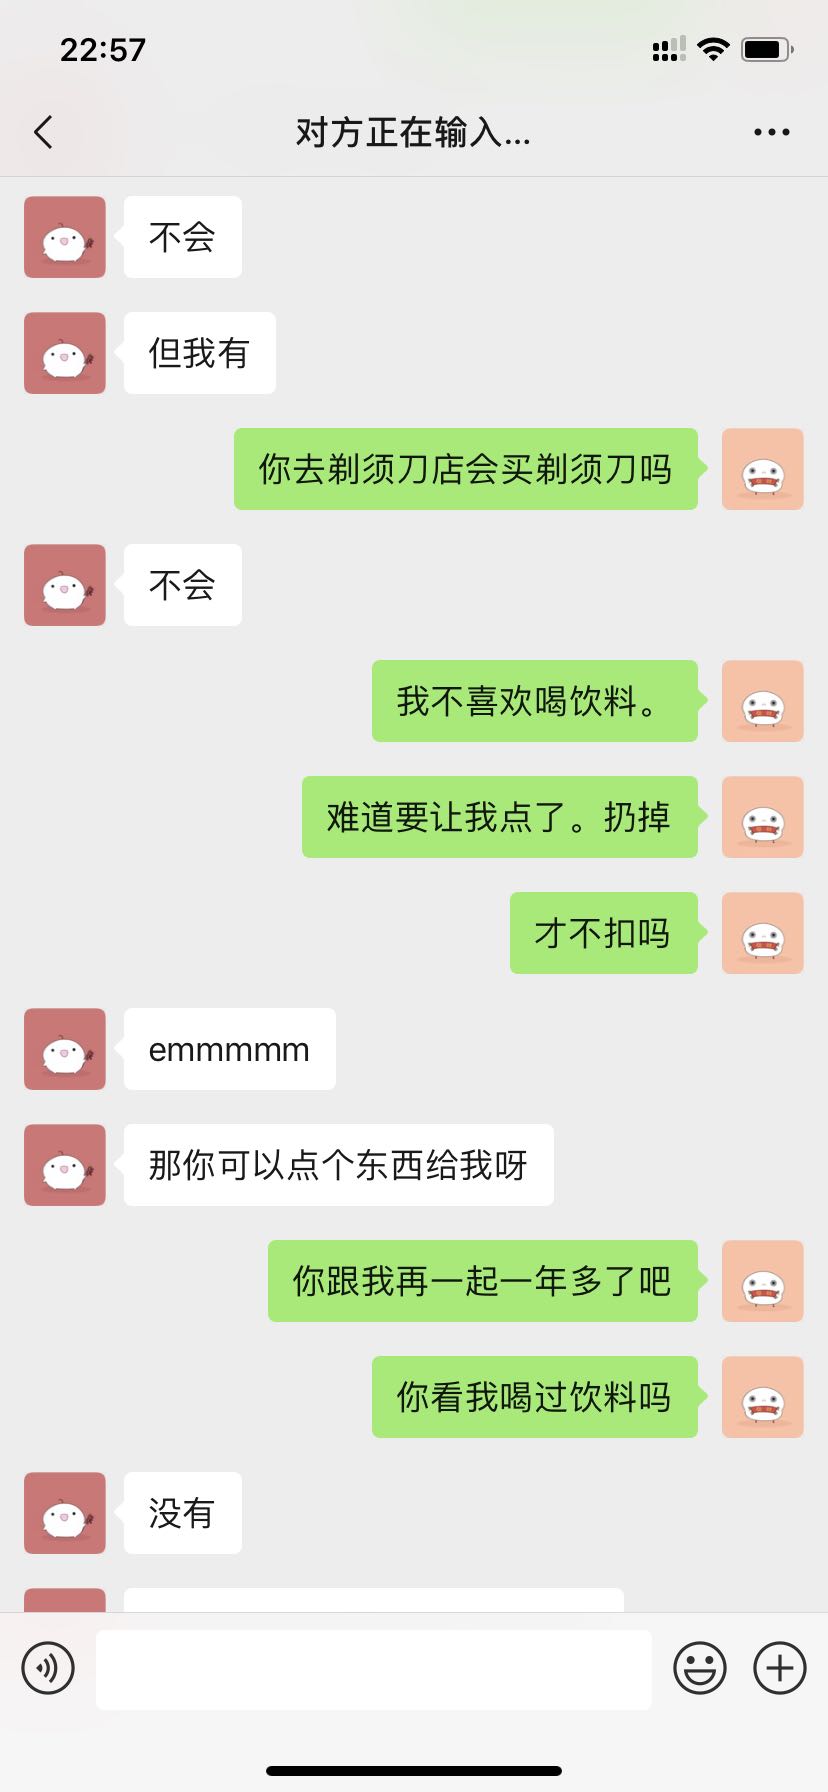 22:57
对方正在输入...
不会
但我有
你去剃须刀店会买剃须刀吗
不会
我不喜欢喝饮料。
难道要让我点了。扔掉
才不扣吗
emmmmm
那你可以点个东西给我呀
你跟我再一起一年多了吧
你看我喝过饮料吗
没有